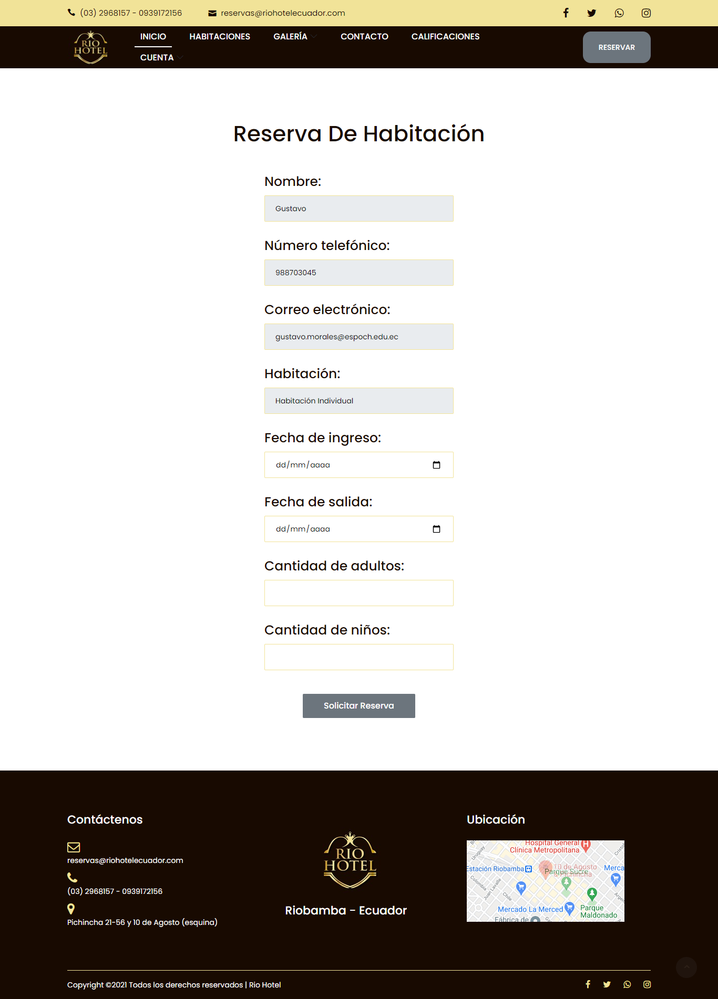 (03) 2968157 - 0939172156
reservas@riohotelecuador.com
RIO
HOTEL
INICIO
HABITACIONES
GALERÍA
CONTACTO
CALIFICACIONES
CUENTA
RESERVAR
Reserva De Habitación
Nombre:
Gustavo
Número telefónico:
988703045
Correo electrónico:
gustavo.morales@espoch.edu.ec
Habitación:
Habitación Individual
Fecha de ingreso:
dd/mm/aaaa
Fecha de salida:
dd/mm/aaaa
Cantidad de adultos:
Cantidad de niños:
Solicitar Reserva
Contáctenos
reservas@riohotelecuador.com
(03) 2968157 - 0939172156
Pichincha 21-56 y 10 de Agosto (esquina)
RIO
HOTEL
Riobamba - Ecuador
Ubicación
Hospital General
Clínica Metropolitana
Uruguay
Estación Riobamba
10 de Agosto
& Pichincha
Parque Sucre
Merca
Colombia
Juan Lavalle
Chile
Mercado La Merced
Parque
Maldonado
Fábrica de
Copyright ©2021 Todos los derechos reservados | Rio Hotel